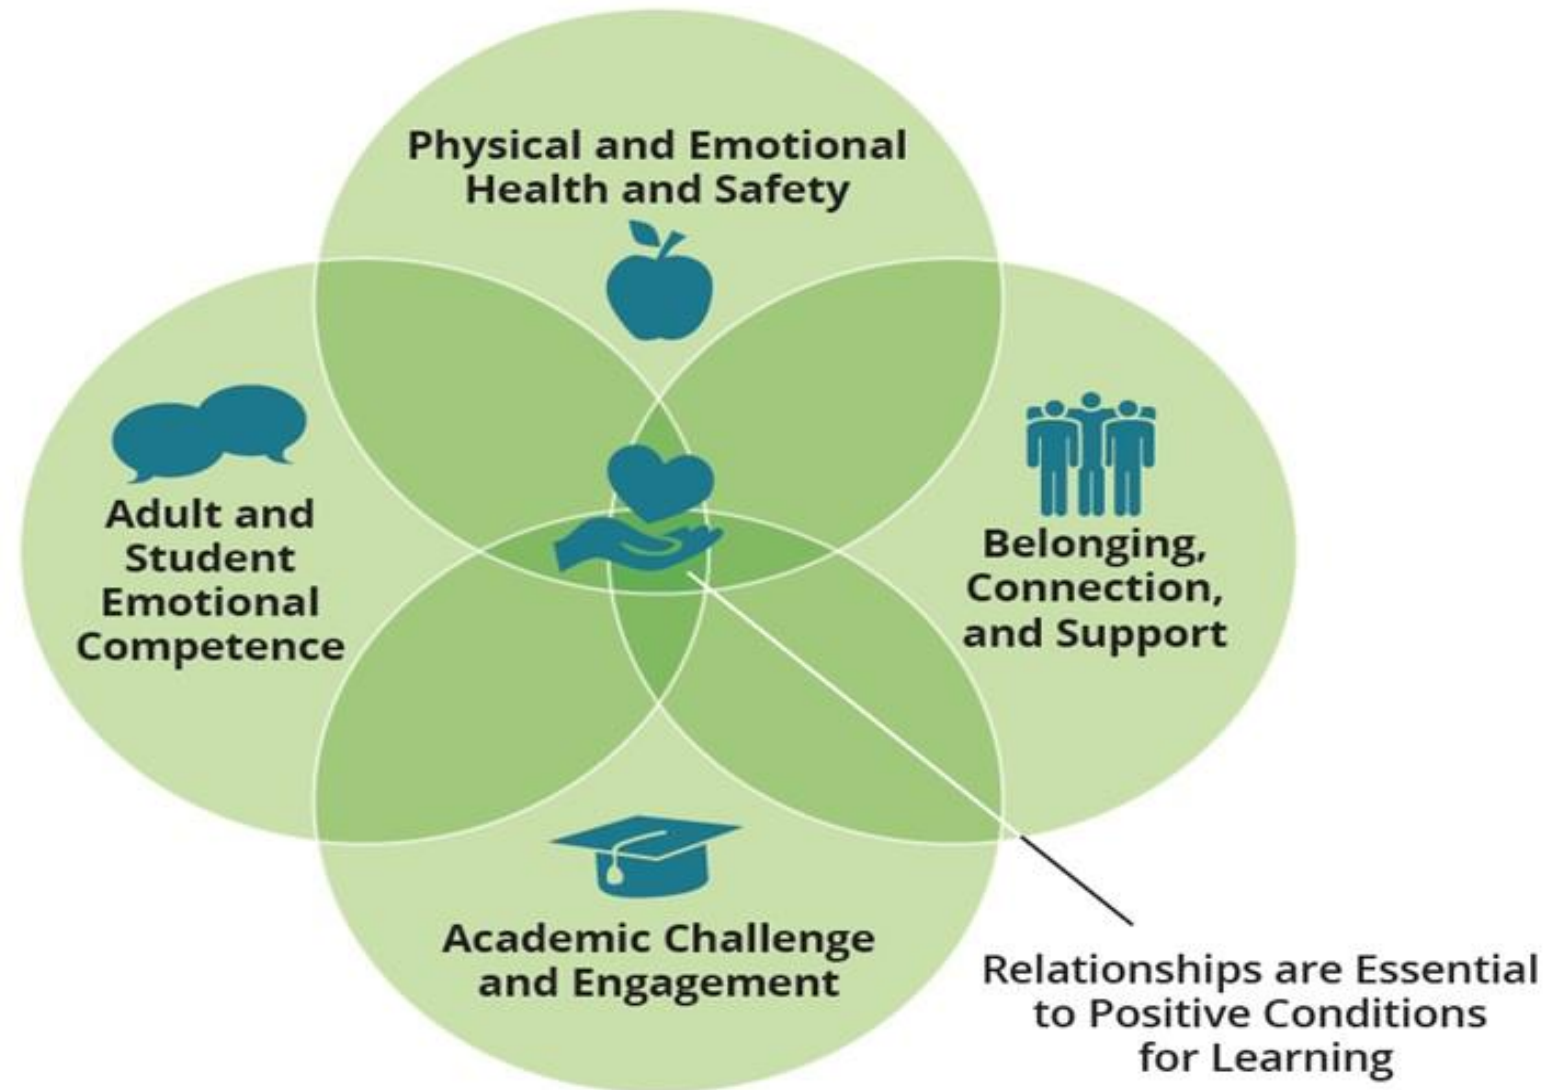 Physical and Emotional
Health and Safety
Adult and
Student
Emotional
Competence
Belonging,
Connection,
and Support
Academic Challenge
and Engagement
Relationships are Essential
to Positive Conditions
for Learning